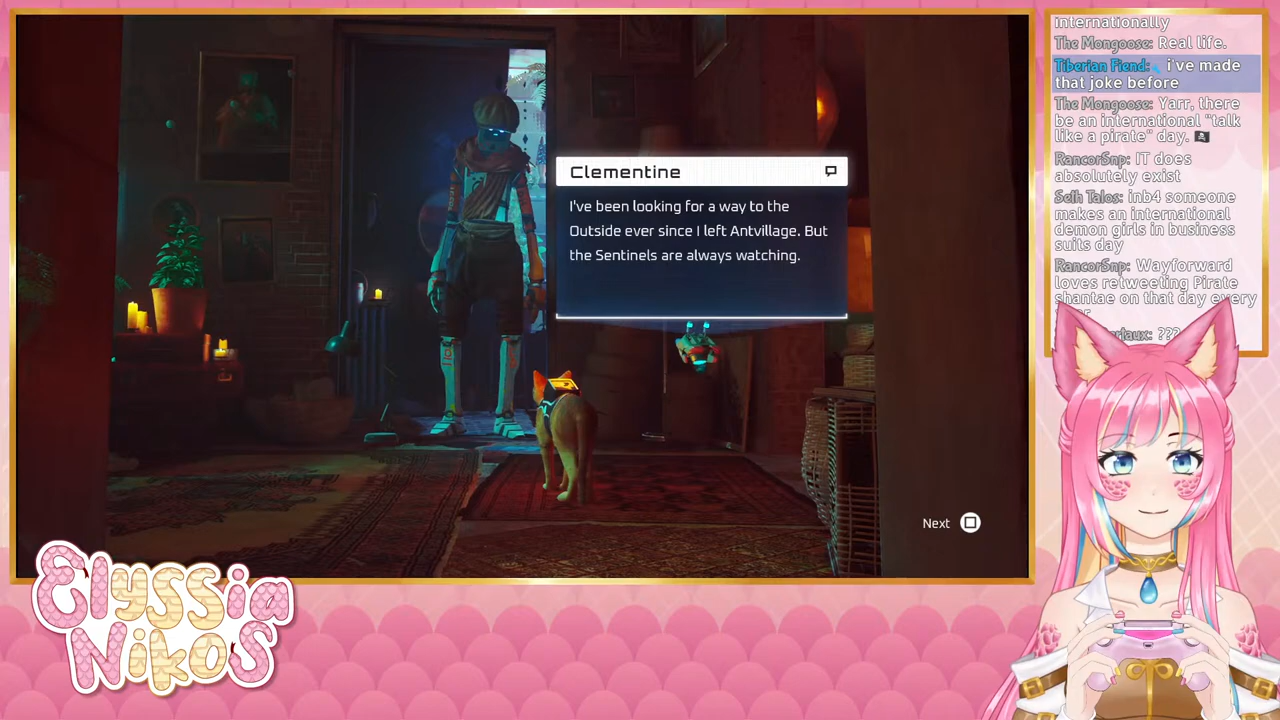 Clementine
I've been looking for a way to the
Outside ever since I left Antvillage. But
the Sentinels are always watching.
Next
Elyssia
Nikos
internationally
The Mongoose: Real life.
Tiberian Fiend: i've made
that joke before
The Mongoose: Yarr, there
be an international "talk
like a pirate" day.
RancorSnp: IT does
absolutely exist
Seih Talos: inb4 someone
makes an international
demon girls in business
suits day
RancorSnp: Wayforward
loves retweeting Pirate
shantae on that day every
???